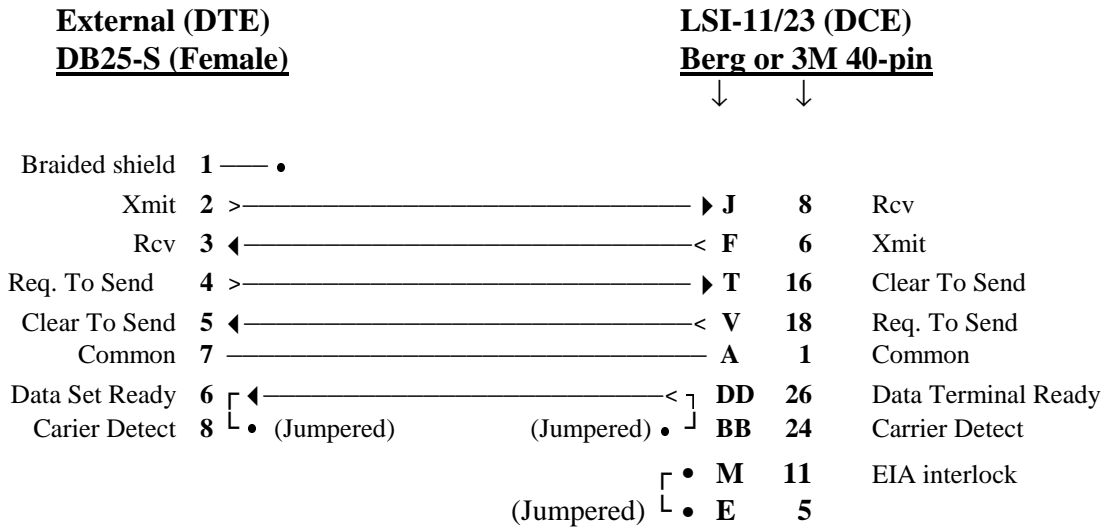 External (DTE) LSI-11/23 (DCE)
DB25-S (Female) Berg or 3M 40-pin
↓ ↓
Braided shield 1
Xmit 2 J 8 Rcv
Rcv 3 F 6 Xmit
Req. To Send 4 T 16 Clear To Send
Clear To Send 5 V 18 Req. To Send
Common 7 A 1 Common
Data Set Ready 6 DD 26 Data Terminal Ready
Carier Detect 8 (Jumpered) (Jumpered) BB 24 Carrier Detect
M 11 EIA interlock
(Jumpered) E 5